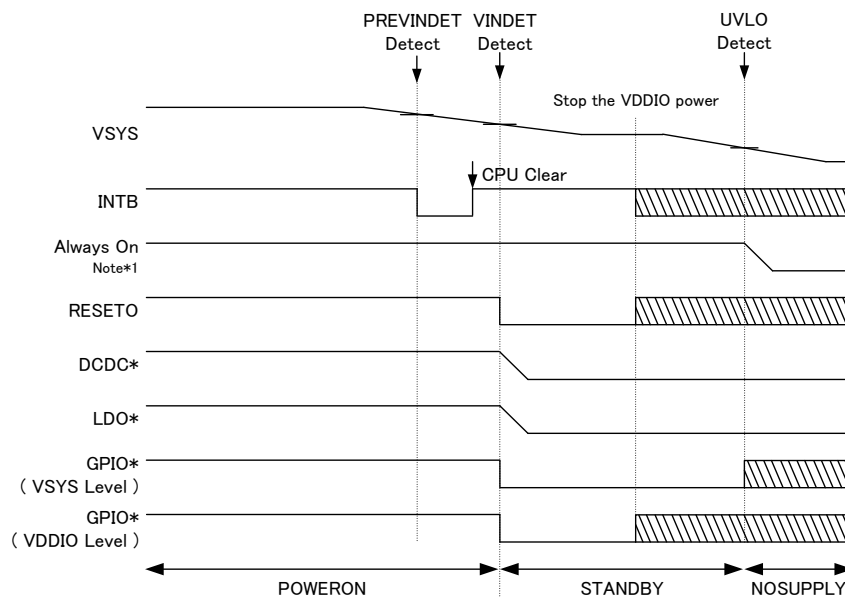 PREVINDET
Detect
VINDET
Detect
UVLO
Detect
Stop the VDDIO power
VSYS
CPU Clear
INTB
Always On
Note*1
RESETO
DCDC*
LDO*
GPIO*
( VSYS Level )
GPIO*
( VDDIO Level )
POWERON
STANDBY
NOSUPPLY